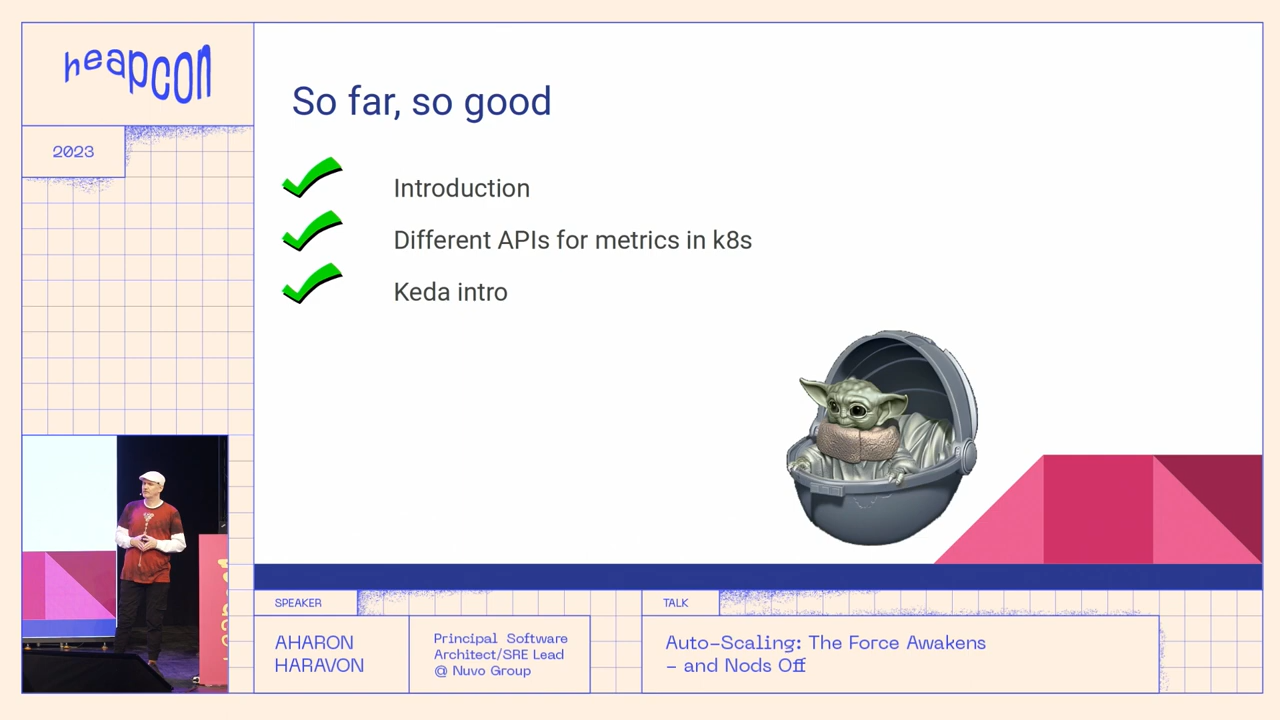 heapcon
2023
So far, so good
Introduction
Different APIs for metrics in k8s
Keda intro
SPEAKER
AHARON
HARAVON
Principal Software
Architect/SRE Lead
@ Nuvo Group
TALK
Auto-Scaling: The Force Awakens
- and Nods Off